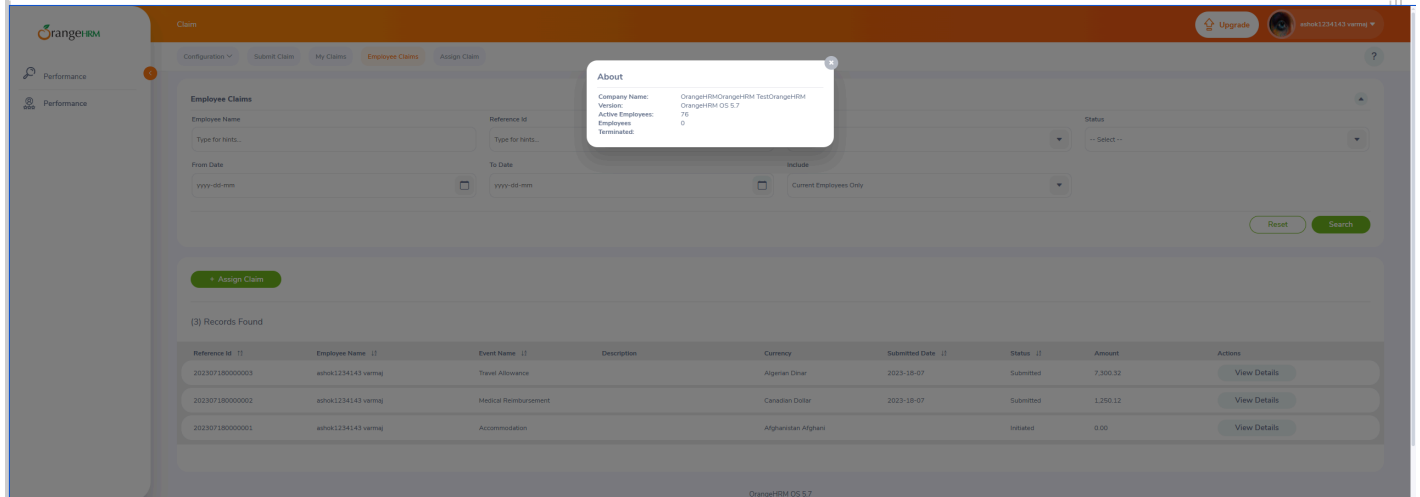 OrangeHRM
Claim
Upgrade
ashok1234143 varmaj
Configuration
Submit Claim
My Claims
Employee Claims
Assign Claim
?
Performance
Performance
About
Company Name: OrangeHRMOrangeHRM TestOrangeHRM
Version: OrangeHRM OS 5.7
Active Employees: 76
Employees Terminated: 0
Employee Claims
Employee Name
Reference Id
Status
Type for hints...
Type for hints...
-- Select --
From Date
To Date
Include
yyyy-dd-mm
yyyy-dd-mm
Current Employees Only
Reset
Search
+ Assign Claim
(3) Records Found
Reference Id Employee Name Event Name Description Currency Submitted Date Status Amount Actions
202307180000003 ashok1234143 varmaj Travel Allowance Algerian Dinar 2023-18-07 Submitted 7,300.32 View Details
202307180000002 ashok1234143 varmaj Medical Reimbursement Canadian Dollar 2023-18-07 Submitted 1,250.12 View Details
202307180000001 ashok1234143 varmaj Accommodation Afghanistan Afghani Initiated 0.00 View Details
OrangeHRM OS 5.7